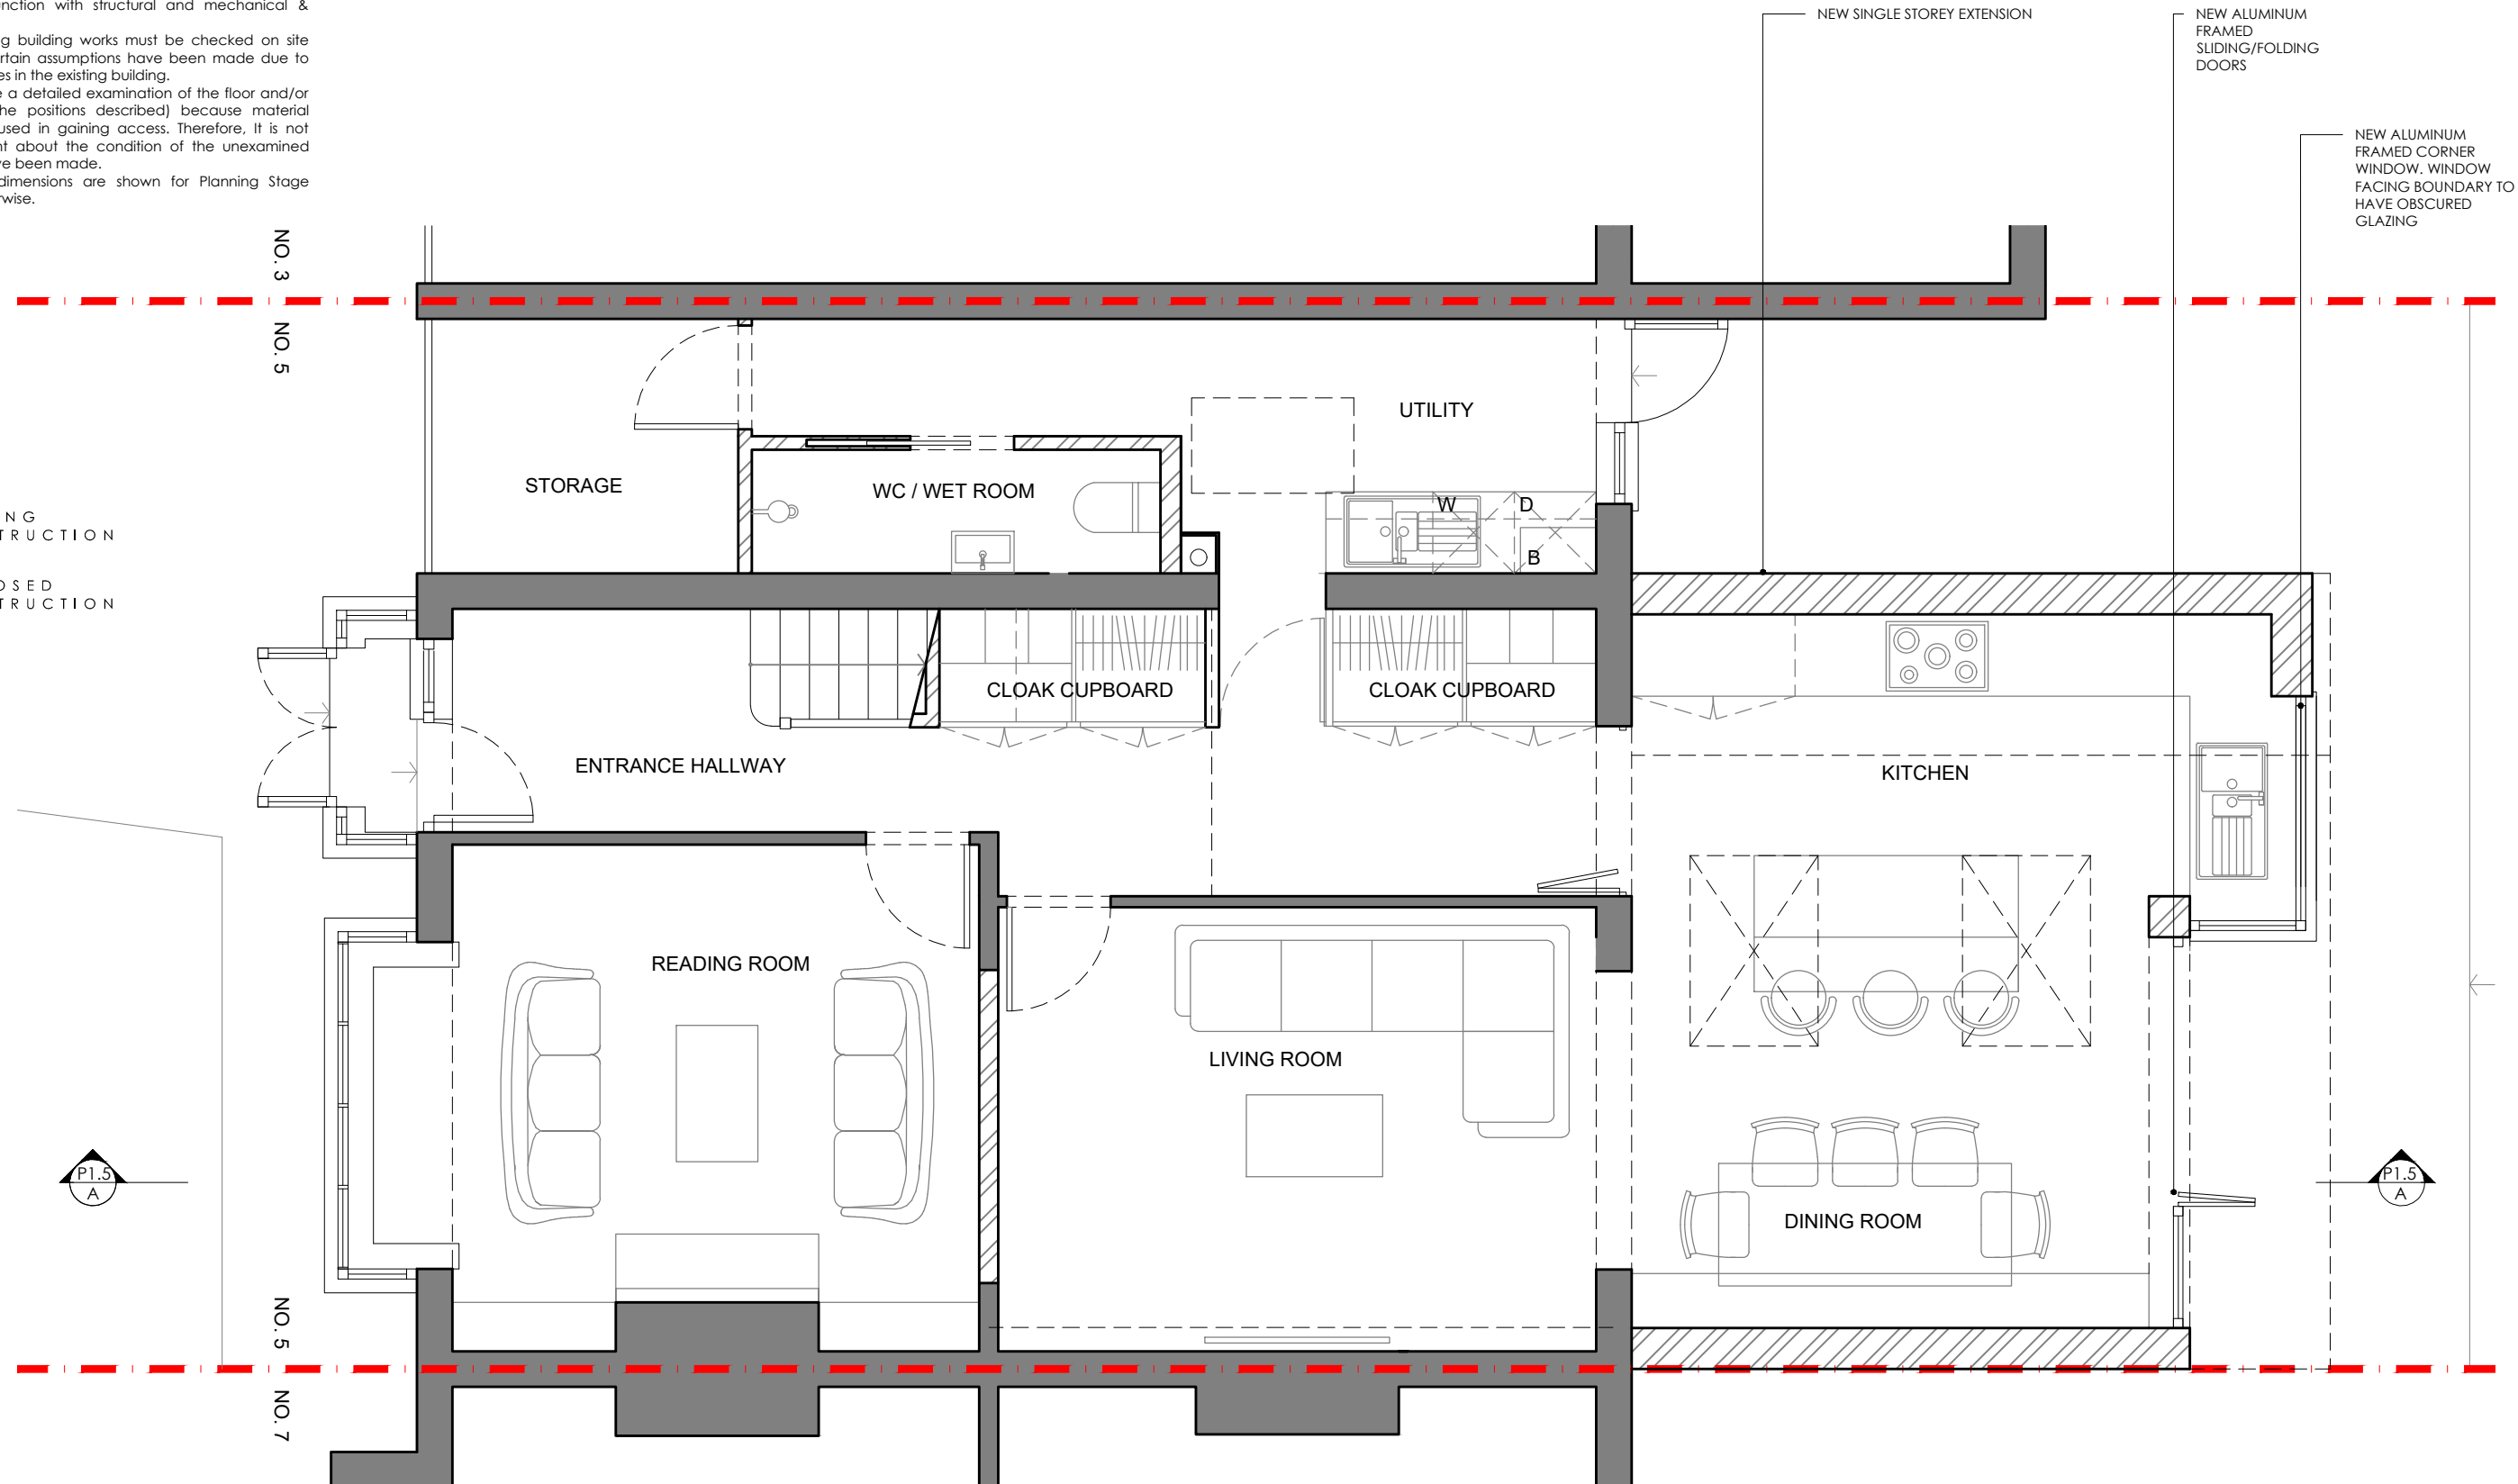 unction with structural and mechanical &
g building works must be checked on site
rtain assumptions have been made due to
es in the existing building.
e a detailed examination of the floor and/or
he positions described) because material
used in gaining access. Therefore, It is not
nt about the condition of the unexamined
ve been made.
dimensions are shown for Planning Stage
rwise.
NEW SINGLE STOREY EXTENSION
NEW ALUMINUM
FRAMED
SLIDING/FOLDING
DOORS
NEW ALUMINUM
FRAMED CORNER
WINDOW. WINDOW
FACING BOUNDARY TO
HAVE OBSCURED
GLAZING
NO. 3
NO. 5
UTILITY
STORAGE
WC / WET ROOM
W
D
B
ING
TRUCTION
OSED
TRUCTION
CLOAK CUPBOARD
CLOAK CUPBOARD
ENTRANCE HALLWAY
KITCHEN
READING ROOM
LIVING ROOM
DINING ROOM
P1.5
A
P1.5
A
NO. 5
NO. 7